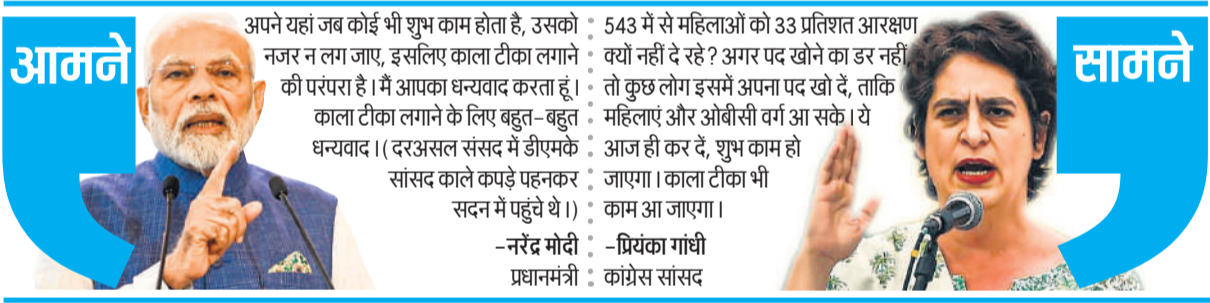 आमने
अपने यहां जब कोई भी शुभ काम होता है, उसको
नजर न लग जाए, इसलिए काला टीका लगाने
की परंपरा है। मैं आपका धन्यवाद करता हूं।
काला टीका लगाने के लिए बहुत-बहुत
धन्यवाद। (दरअसल संसद में डीएमके
सांसद काले कपड़े पहनकर
सदन में पहुंचे थे।)
-नरेंद्र मोदी
प्रधानमंत्री
543 में से महिलाओं को 33 प्रतिशत आरक्षण
क्यों नहीं दे रहे? अगर पद खोने का डर नहीं,
तो कुछ लोग इसमें अपना पद खो दें, ताकि
महिलाएं और ओबीसी वर्ग आ सके। ये
आज ही कर दें, शुभ काम हो
जाएगा। काला टीका भी
काम आ जाएगा।
-प्रियंका गांधी
कांग्रेस सांसद
सामने